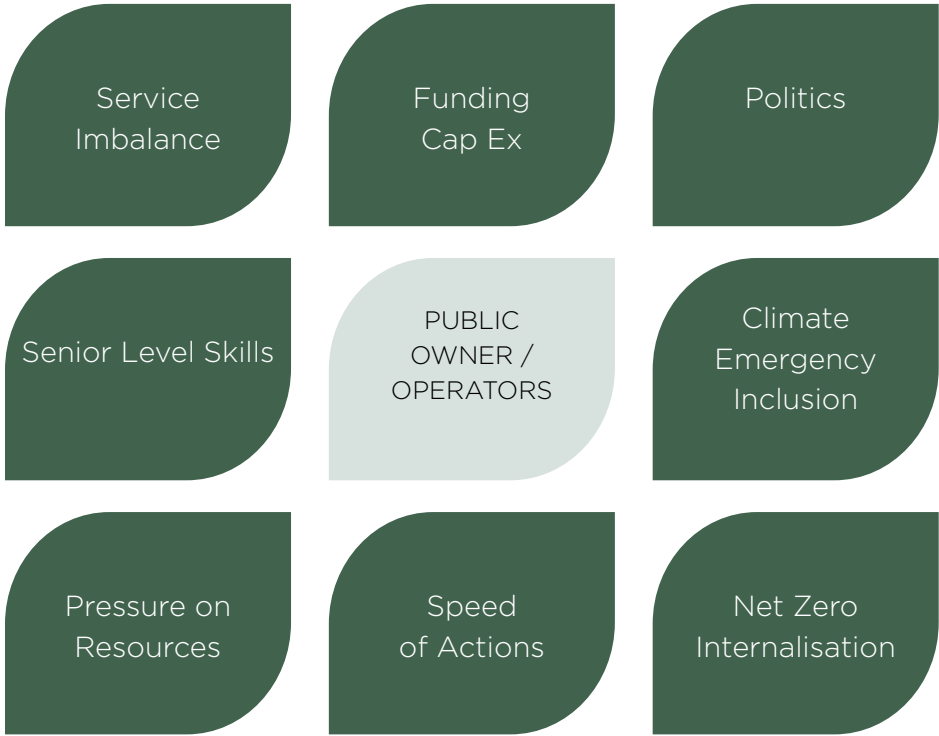 Service
Imbalance
Funding
Cap Ex
Politics
Senior Level Skills
PUBLIC
OWNER /
OPERATORS
Climate
Emergency
Inclusion
Pressure on
Resources
Speed
of Actions
Net Zero
Internalisation